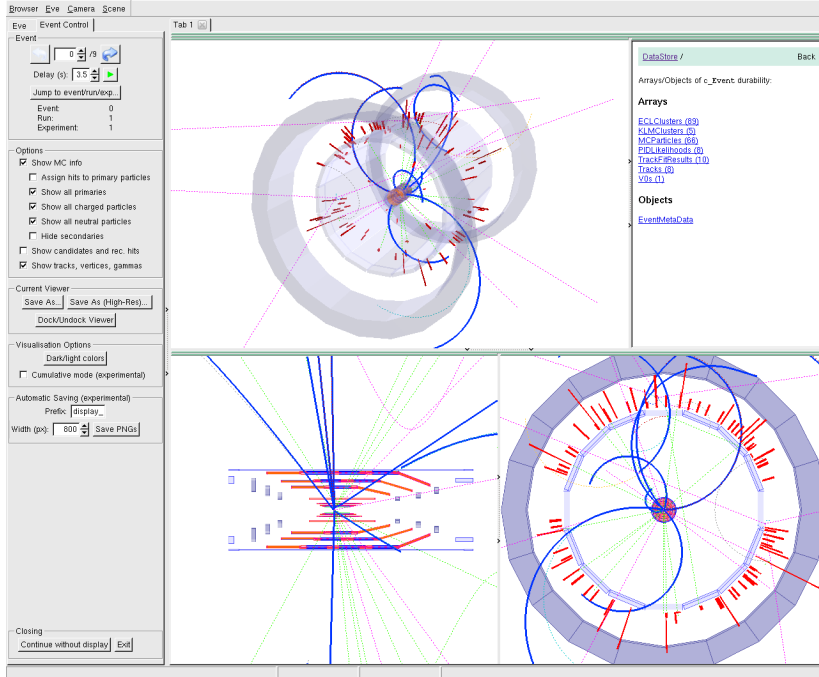 Browser Eve Camera Scene
Eve Event Control Tab 1
Event
0 /9
Delay (s): 3.5
Jump to event/run/exp...
Event: 0
Run: 1
Experiment: 1
Options
Show MC info
Assign hits to primary particles
Show all primaries
Show all charged particles
Show all neutral particles
Hide secondaries
Show candidates and rec. hits
Show tracks, vertices, gammas
Current Viewer
Save As... Save As (High-Res)...
Dock/Undock Viewer
Visualisation Options
Dark/light colors
Cumulative mode (experimental)
Automatic Saving (experimental)
Prefix: display_
Width (px): 800 Save PNGs
Closing
Continue without display Exit
DataStore / Back
Arrays/Objects of c_Event durability:
Arrays
ECLClusters (89)
KLMClusters (5)
MCParticles (66)
PIDLikelihoods (8)
TrackFitResults (10)
Tracks (8)
V0s (1)
Objects
EventMetaData